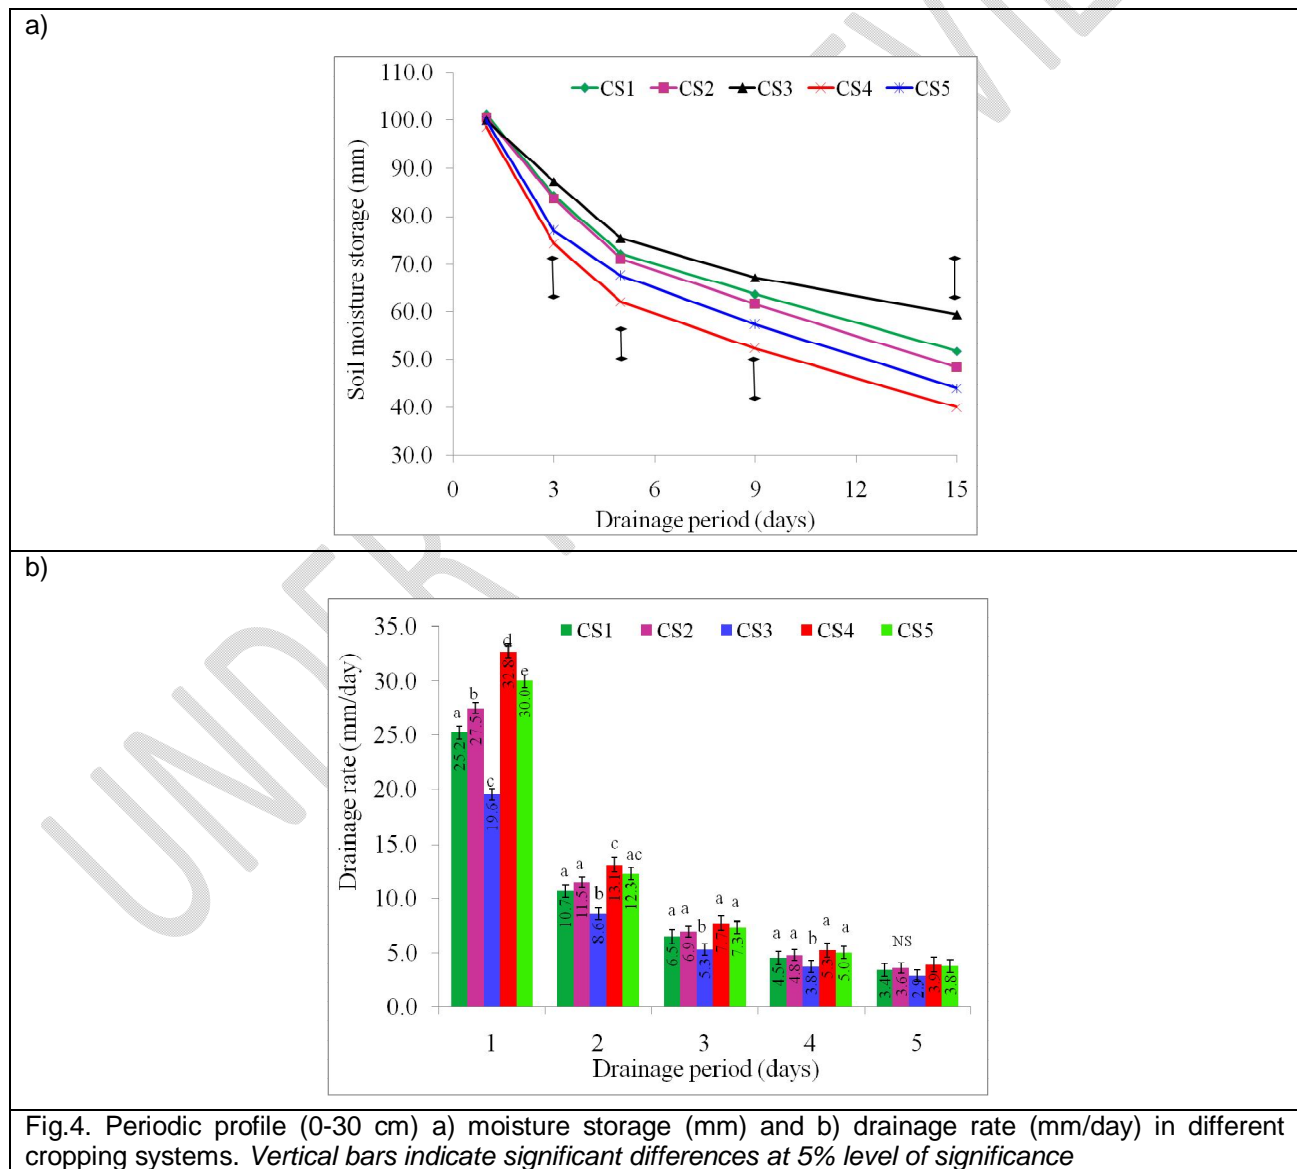 a)
110.0
100.0
90.0
80.0
70.0
60.0
50.0
40.0
30.0
Soil moisture storage (mm)
CS1 CS2 CS3 CS4 CS5
0 3 6 9 12 15
Drainage period (days)
b)
35.0
30.0
25.0
20.0
15.0
10.0
5.0
0.0
Drainage rate (mm/day)
CS1 CS2 CS3 CS4 CS5
a b c d e
25.2 27.5 19.6 32.8 30.0
a a b c ac
10.7 11.5 8.6 13.1 12.3
a a b a a
6.5 6.9 5.3 7.7 7.3
a a b a a
4.5 4.8 3.8 5.3 5.0
NS
3.4 3.6 2.9 3.9 3.8
1 2 3 4 5
Drainage period (days)
Fig.4. Periodic profile (0-30 cm) a) moisture storage (mm) and b) drainage rate (mm/day) in different
cropping systems. Vertical bars indicate significant differences at 5% level of significance